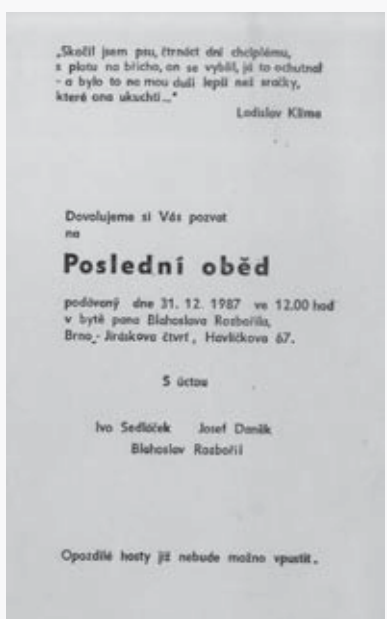 „Skočil jsem psu, čtrnáct dní chcíplému,
s plotu na břicho, on se vyblil, já to ochutnal
- a bylo to na mou duši lepší než sračky,
které ona ukuchtí..."
Ladislav Klíma
Dovolujeme si Vás pozvat
na
Poslední oběd
podávaný dne 31. 12. 1987 ve 12.00 hod
v bytě pana Blahoslava Rozbořila,
Brno - Jiráskova čtvrť, Havlíčkova 67.
S úctou
Ivo Sedláček Josef Daněk
Blahoslav Rozbořil
Opozdilé hosty již nebude možno vpustit.